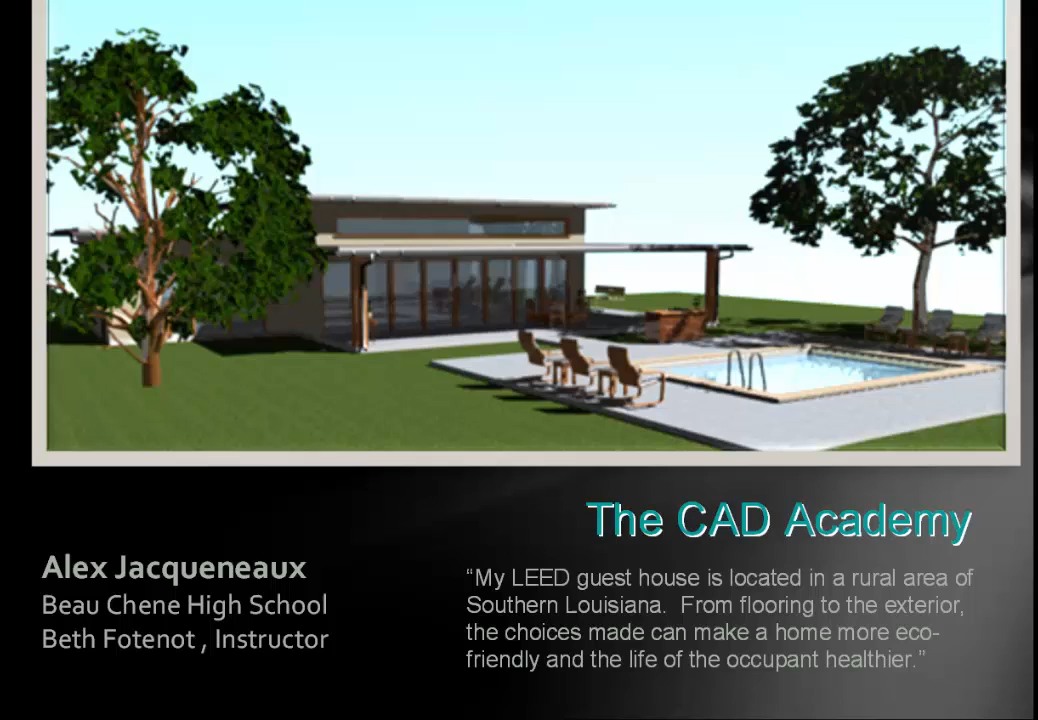 The CAD Academy
Alex Jacqueneaux
Beau Chene High School
Beth Fotenot , Instructor
“My LEED guest house is located in a rural area of
Southern Louisiana.  From flooring to the exterior,
the choices made can make a home more eco-
friendly and the life of the occupant healthier.”